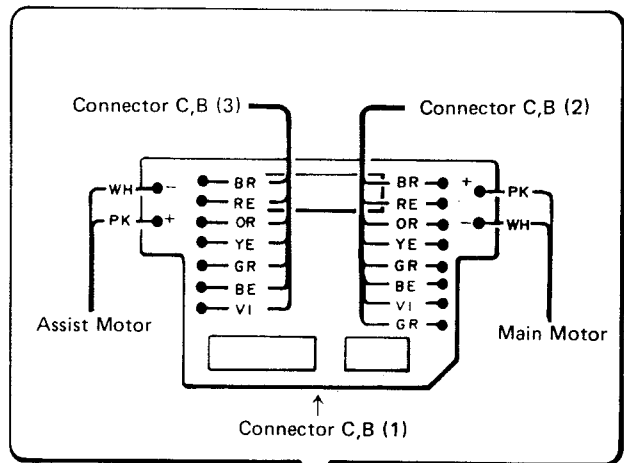 Connector C,B (3)
Connector C,B (2)
WH -
PK +
BR
RE
OR
YE
GR
BE
VI
BR
RE
OR
YE
GR
BE
VI
GR
+ PK
- WH
Assist Motor
Main Motor
Connector C,B (1)